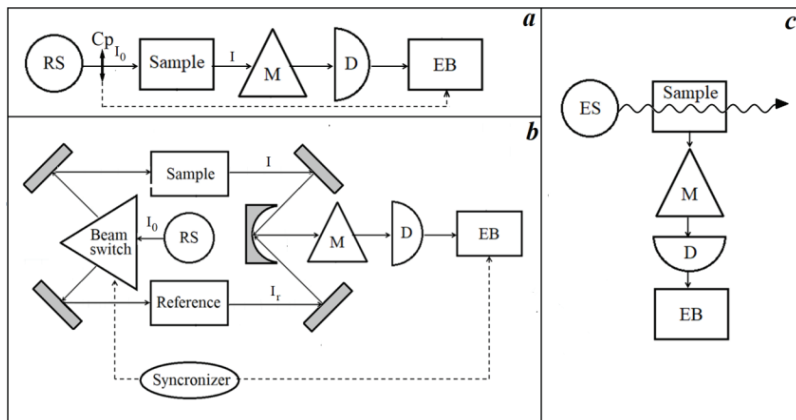 a
Cp
I0
RS
Sample
I
M
D
EB
b
Sample
I
Beam
switch
I0
RS
M
D
EB
Reference
Ir
Syncronizer
c
ES
Sample
M
D
EB